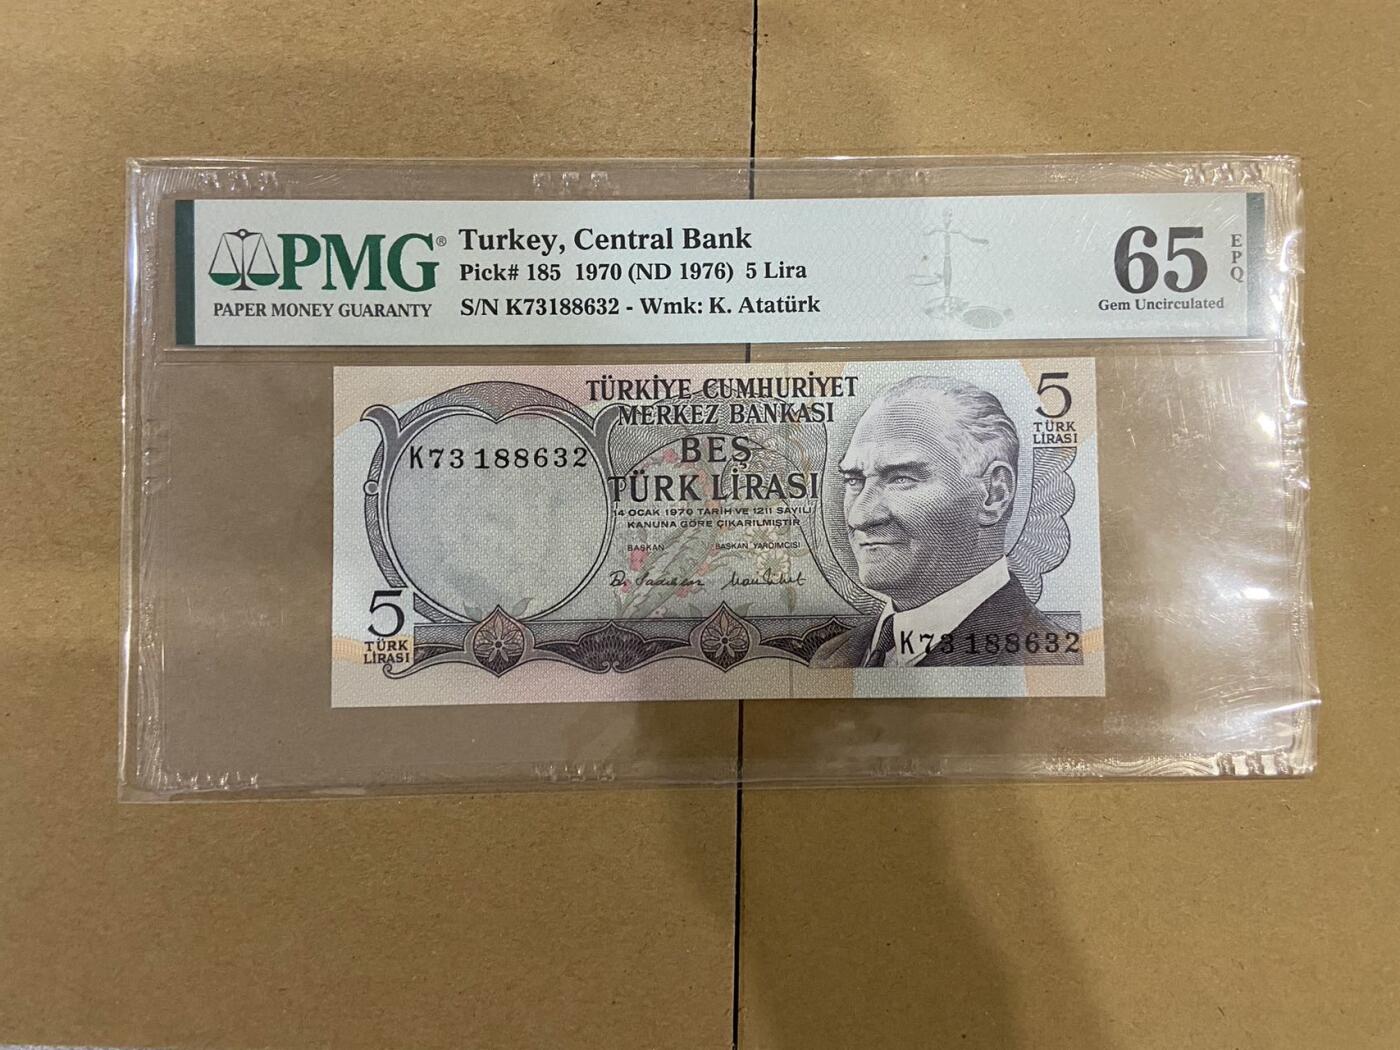 PMG®
PAPER MONEY GUARANTY
Turkey, Central Bank
Pick# 185 1970 (ND 1976) 5 Lira
S/N K73188632 - Wmk: K. Atatürk
65
EPQ
Gem Uncirculated
TÜRKİYE CUMHURİYET
MERKEZ BANKASI
5
TÜRK
LİRASI
K73188632
BEŞ
TÜRK LİRASI
14 OCAK 1970 TARİH VE 1211 SAYILI
KANUNA GÖRE ÇIKARILMIŞTIR
BAŞKAN BAŞKAN YARDIMCISI
5
TÜRK
LİRASI
K73188632